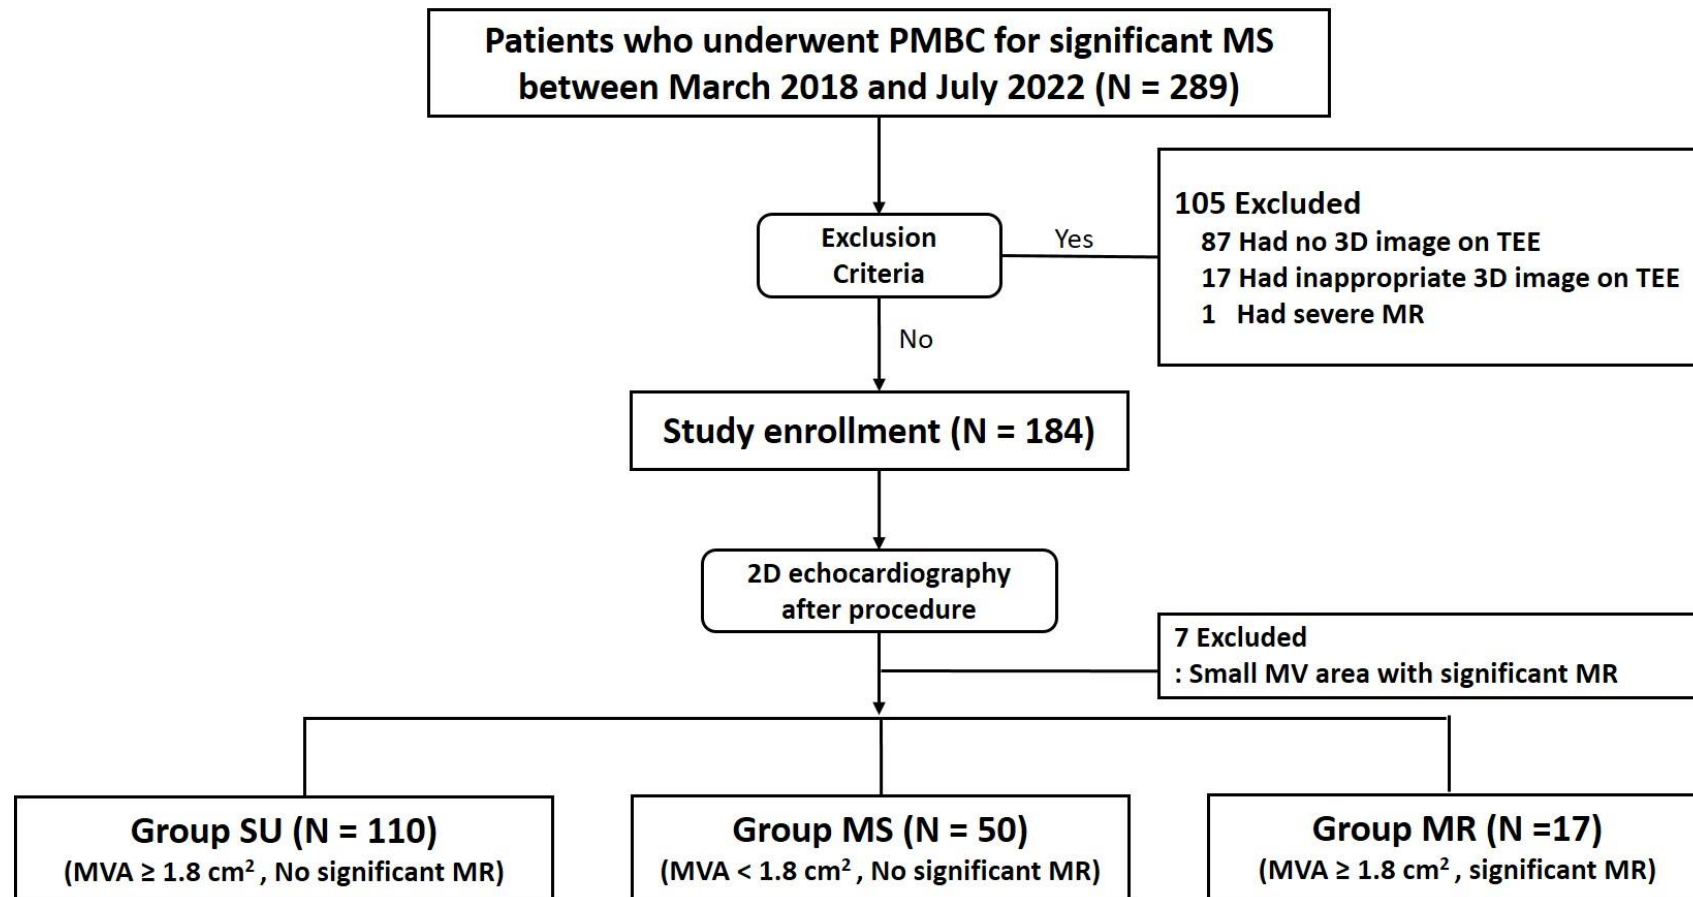 Patients who underwent PMBC for significant MS
between March 2018 and July 2022 (N = 289)
Exclusion
Criteria
Yes
105 Excluded
87 Had no 3D image on TEE
17 Had inappropriate 3D image on TEE
1 Had severe MR
No
Study enrollment (N = 184)
2D echocardiography
after procedure
7 Excluded
: Small MV area with significant MR
Group SU (N = 110)
(MVA ≥ 1.8 cm², No significant MR)
Group MS (N = 50)
(MVA < 1.8 cm², No significant MR)
Group MR (N =17)
(MVA ≥ 1.8 cm², significant MR)